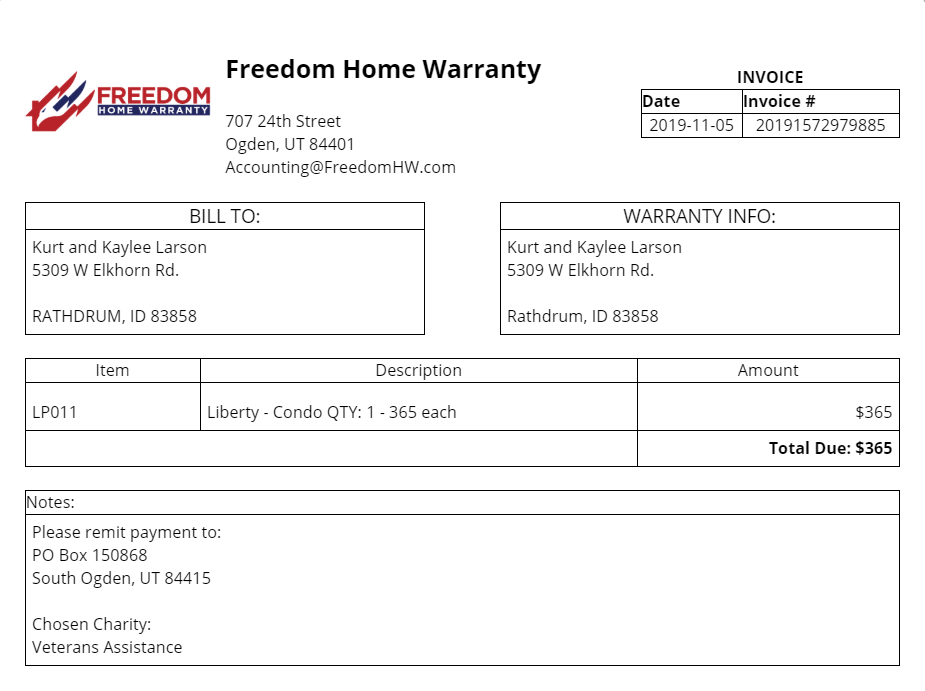 FREEDOM
HOME WARRANTY
Freedom Home Warranty
707 24th Street
Ogden, UT 84401
Accounting@FreedomHW.com
INVOICE
Date Invoice #
2019-11-05 20191572979885
BILL TO:
Kurt and Kaylee Larson
5309 W Elkhorn Rd.
RATHDRUM, ID 83858
WARRANTY INFO:
Kurt and Kaylee Larson
5309 W Elkhorn Rd.
Rathdrum, ID 83858
Item Description Amount
LP011 Liberty - Condo QTY: 1 - 365 each $365
Total Due: $365
Notes:
Please remit payment to:
PO Box 150868
South Ogden, UT 84415
Chosen Charity:
Veterans Assistance